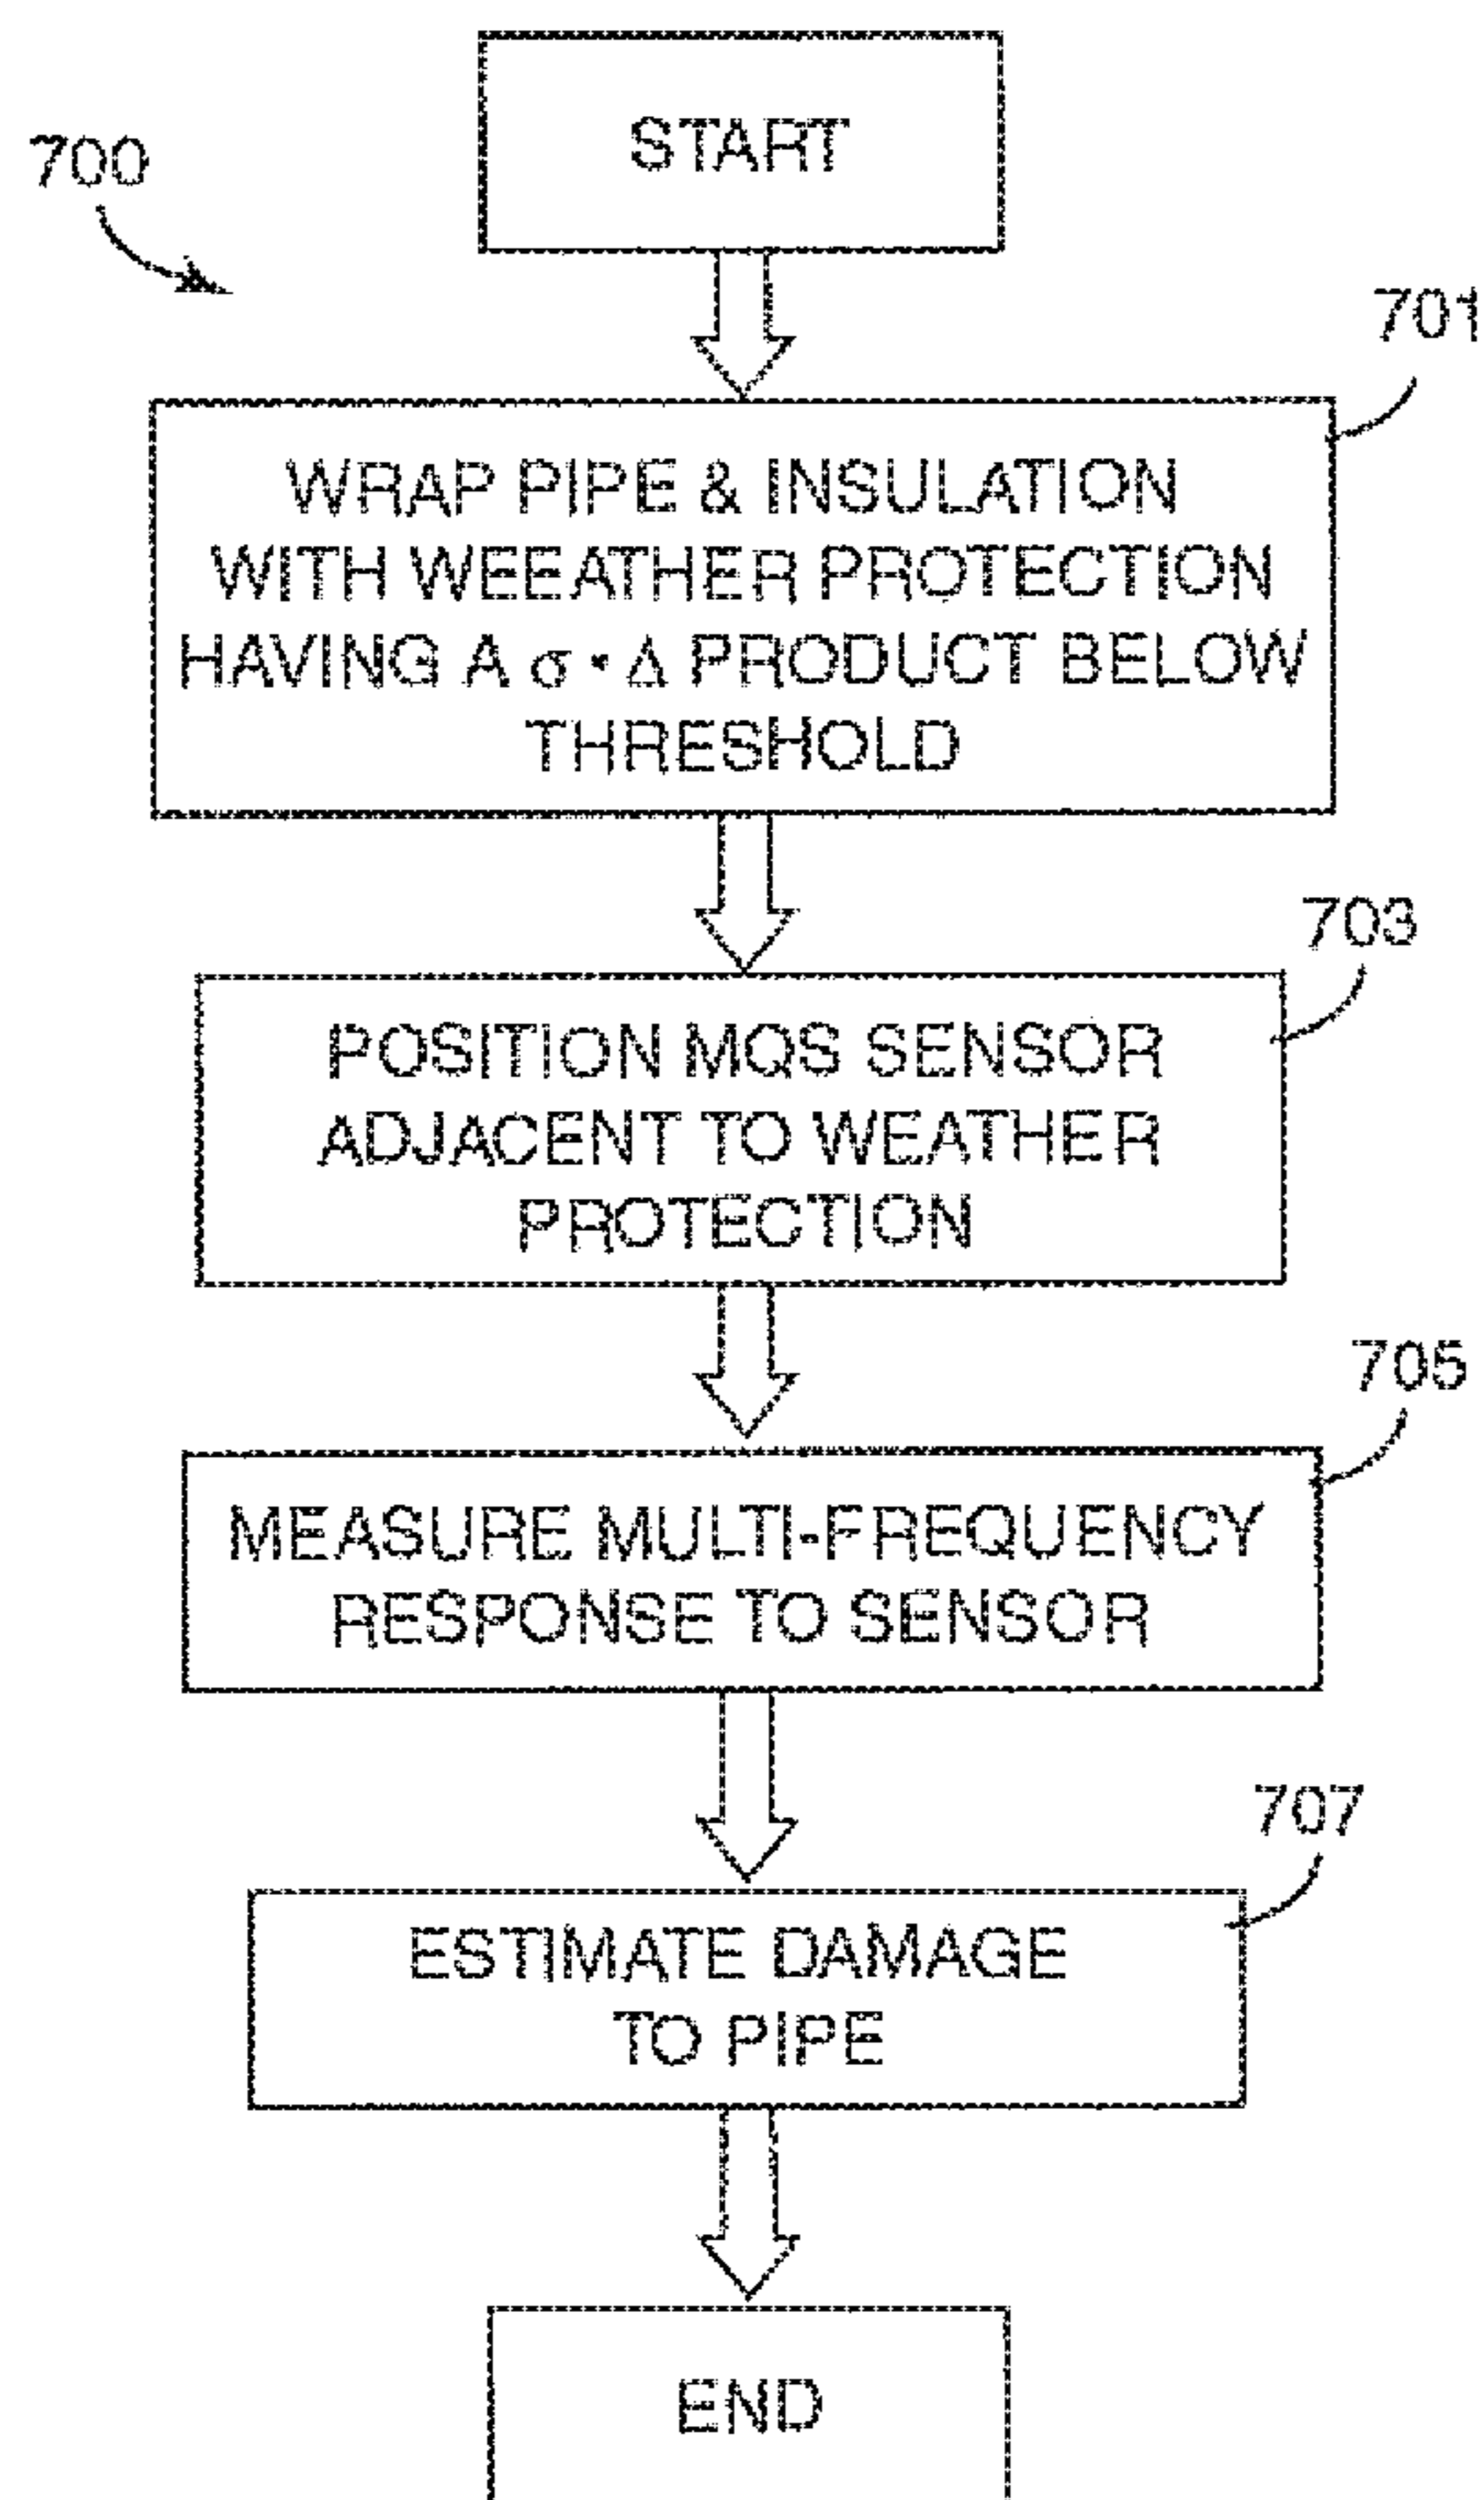 START
700
701
WRAP PIPE & INSULATION
WITH WEEATHER PROTECTION
HAVING A σ•Δ PRODUCT BELOW
THRESHOLD
703
POSITION MQS SENSOR
ADJACENT TO WEATHER
PROTECTION
705
MEASURE MULTI-FREQUENCY
RESPONSE TO SENSOR
707
ESTIMATE DAMAGE
TO PIPE
END